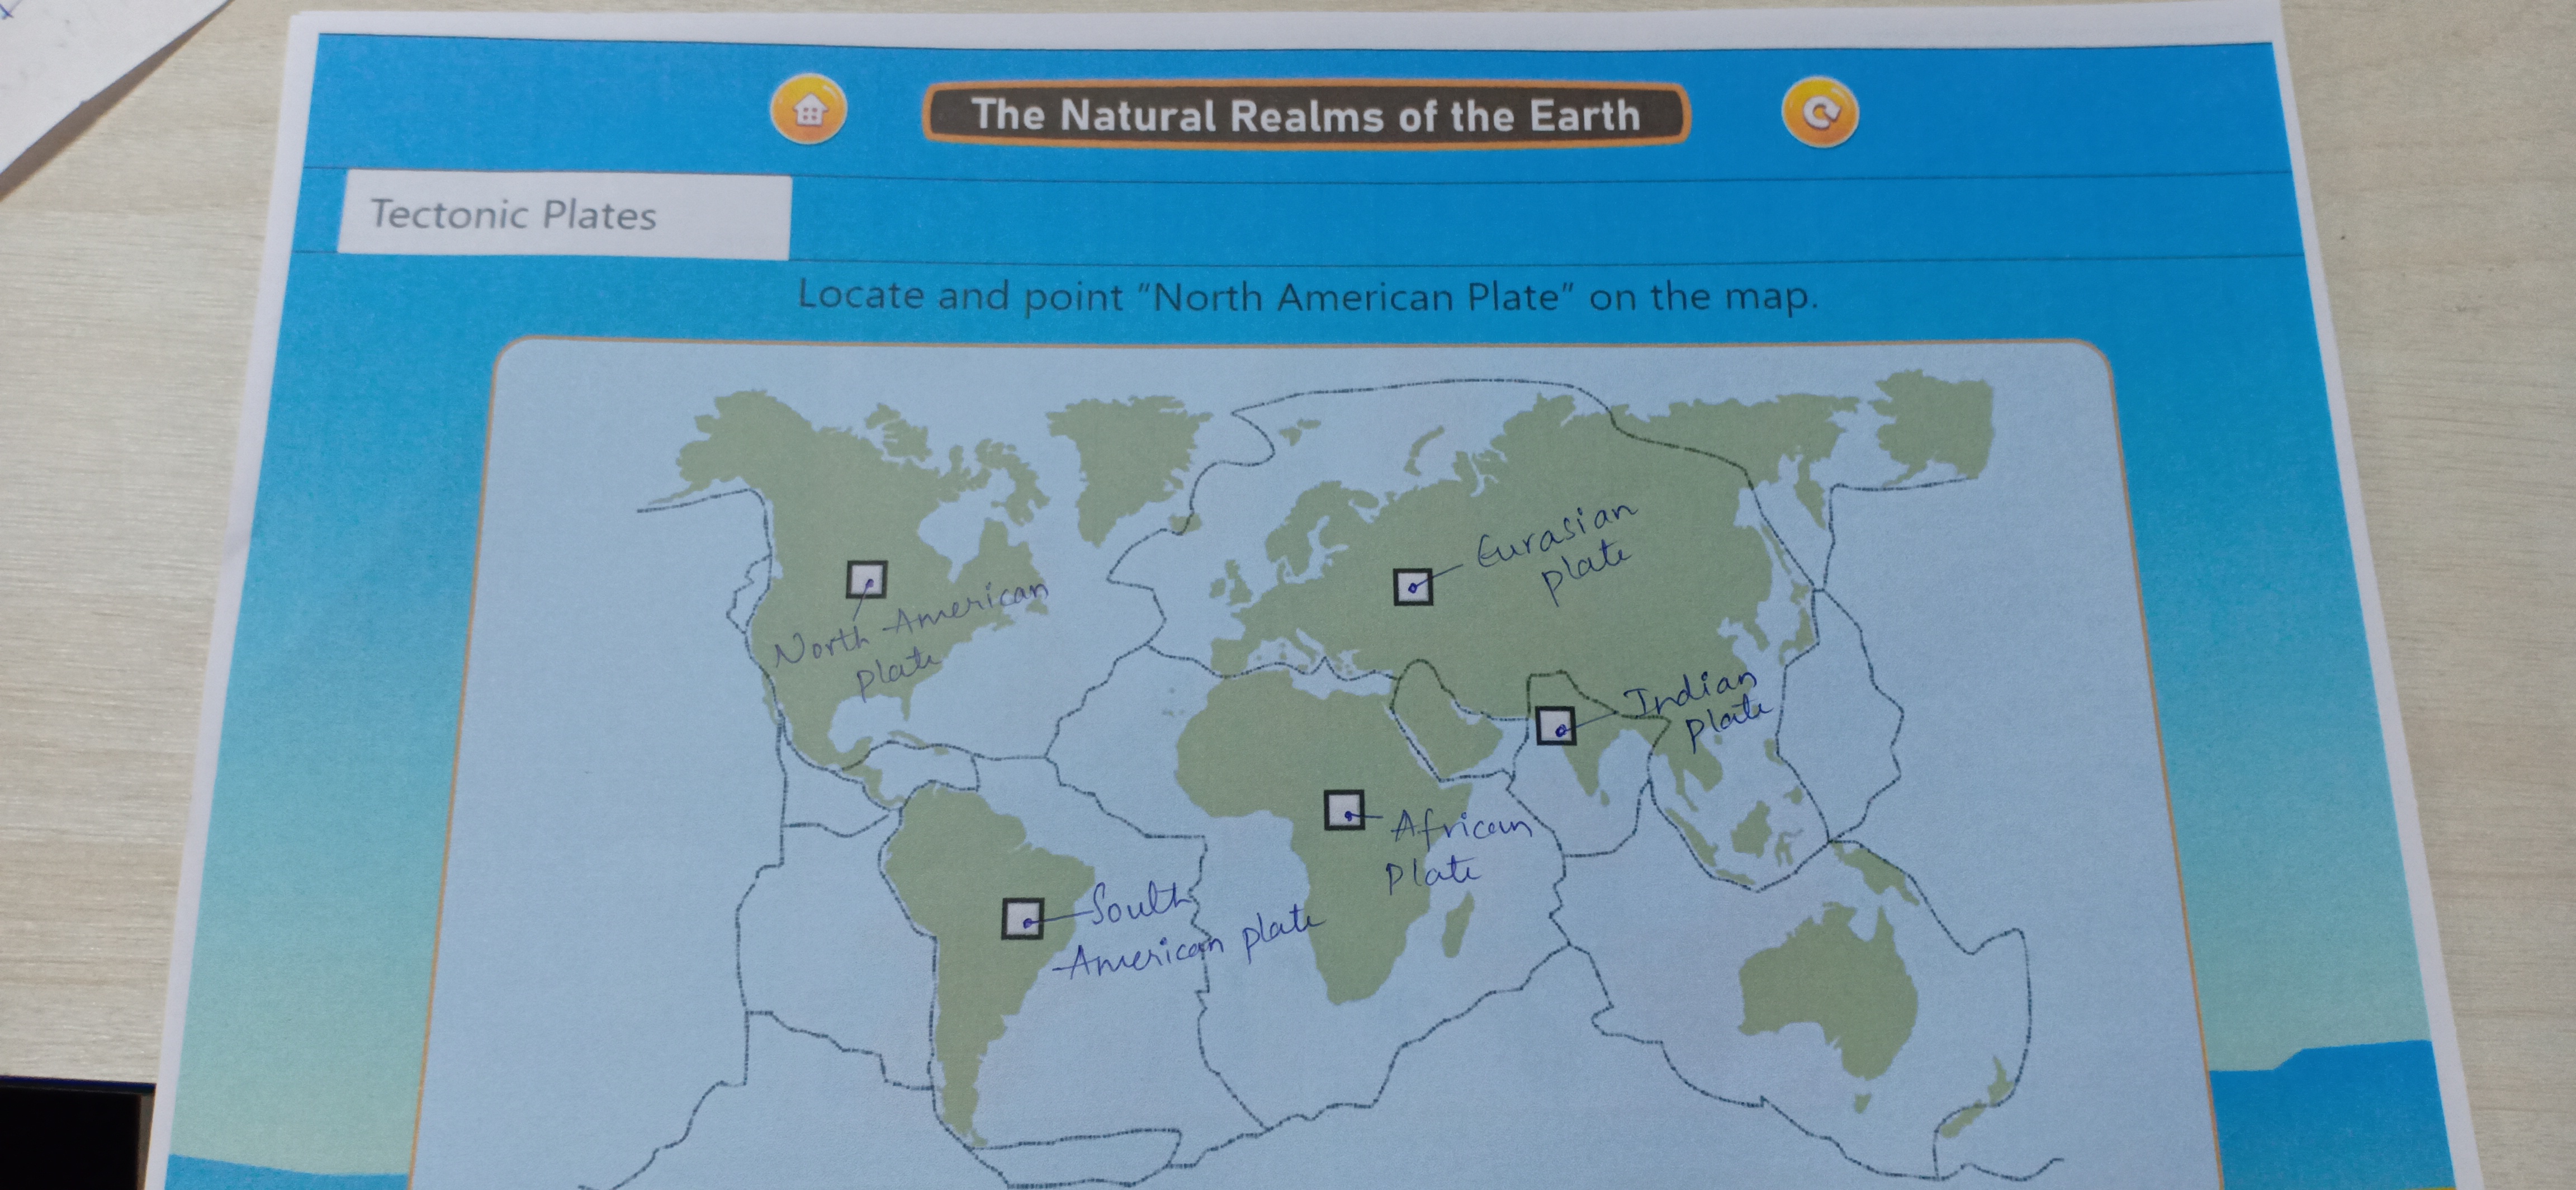 The Natural Realms of the Earth
Tectonic Plates
Locate and point “North American Plate” on the map.
Eurasian
plate
North American
plate
Indian
plate
African
Plate
South
American plate